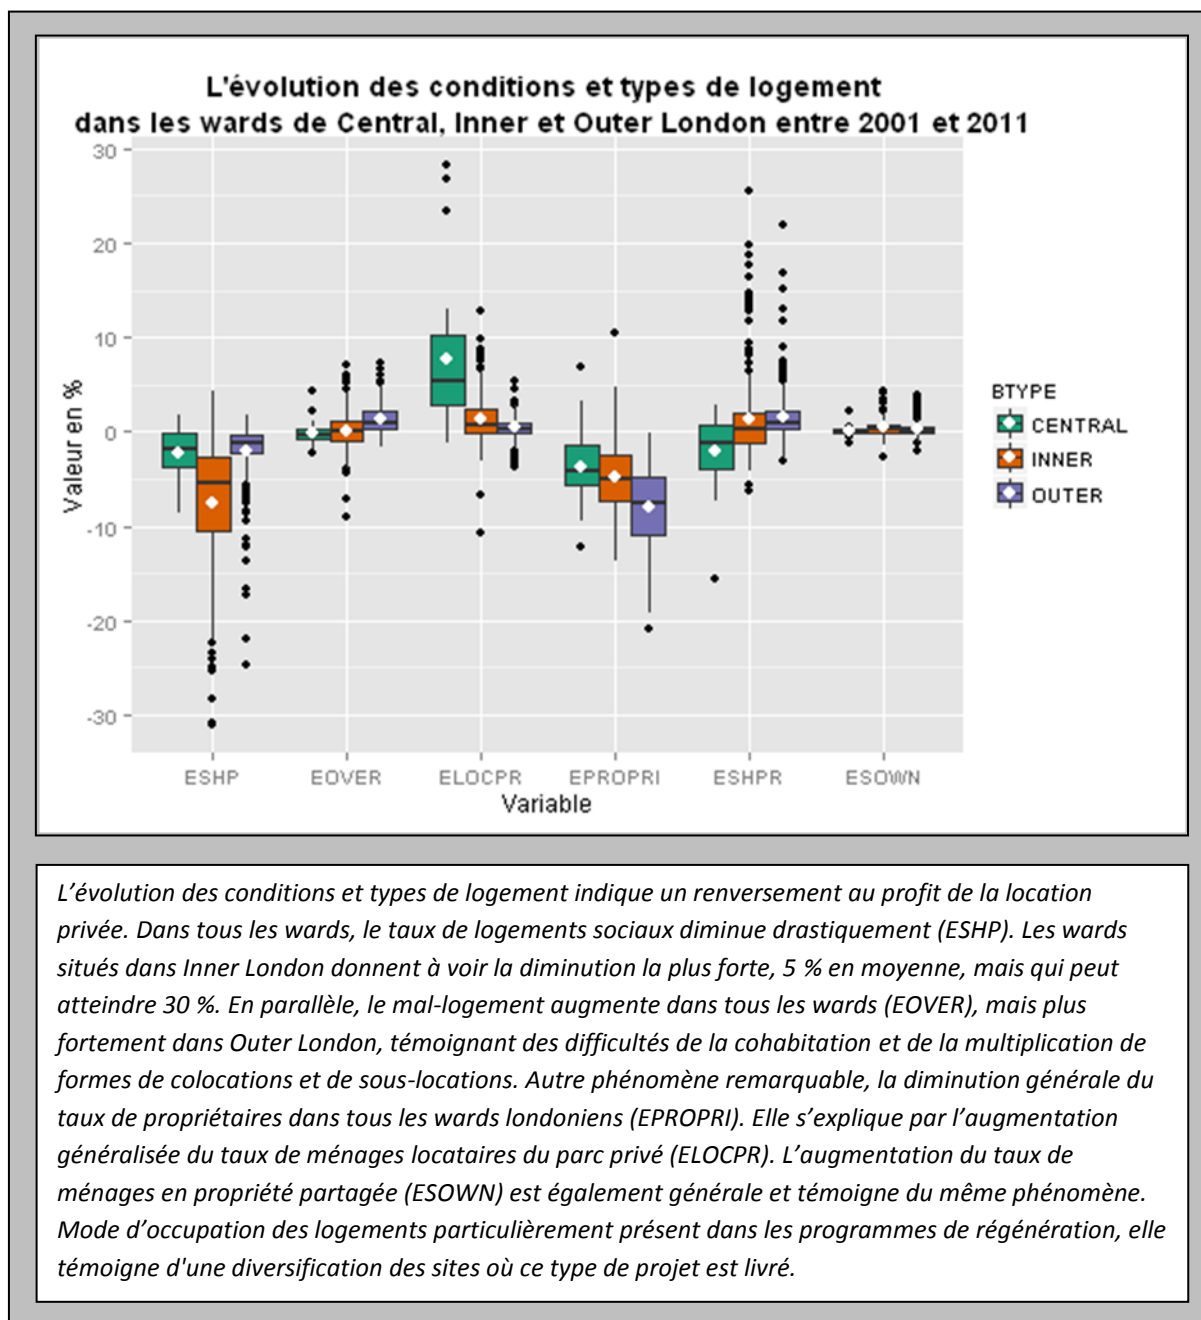 L'évolution des conditions et types de logement
dans les wards de Central, Inner et Outer London entre 2001 et 2011
30
20
10
0
-10
-20
-30
Valeur en %
ESHP
EOVER
ELOCPR
EPROPRI
ESHPR
ESOWN
Variable
BTYPE
CENTRAL
INNER
OUTER
L’évolution des conditions et types de logement indique un renversement au profit de la location
privée. Dans tous les wards, le taux de logements sociaux diminue drastiquement (ESHP). Les wards
situés dans Inner London donnent à voir la diminution la plus forte, 5 % en moyenne, mais qui peut
atteindre 30 %. En parallèle, le mal-logement augmente dans tous les wards (EOVER), mais plus
fortement dans Outer London, témoignant des difficultés de la cohabitation et de la multiplication de
formes de colocations et de sous-locations. Autre phénomène remarquable, la diminution générale du
taux de propriétaires dans tous les wards londoniens (EPROPRI). Elle s’explique par l’augmentation
généralisée du taux de ménages locataires du parc privé (ELOCPR). L’augmentation du taux de
ménages en propriété partagée (ESOWN) est également générale et témoigne du même phénomène.
Mode d’occupation des logements particulièrement présent dans les programmes de régénération, elle
témoigne d'une diversification des sites où ce type de projet est livré.